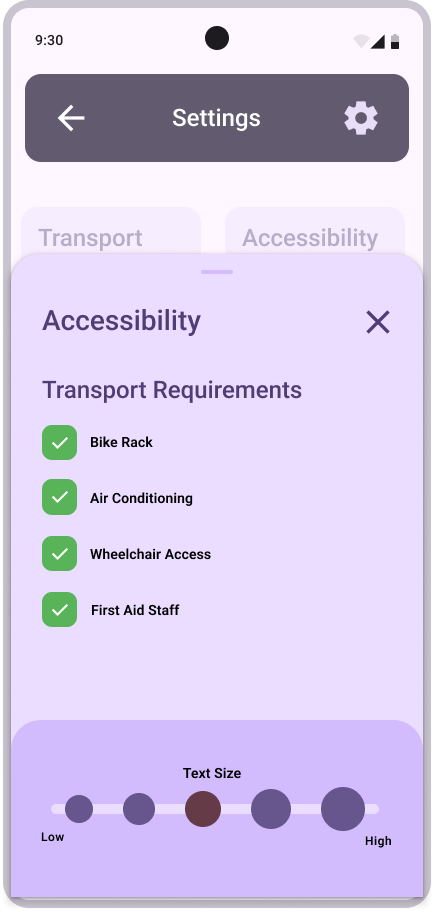 9:30
Settings
Transport
Accessibility
Accessibility
Transport Requirements
Bike Rack
Air Conditioning
Wheelchair Access
First Aid Staff
Text Size
Low
High